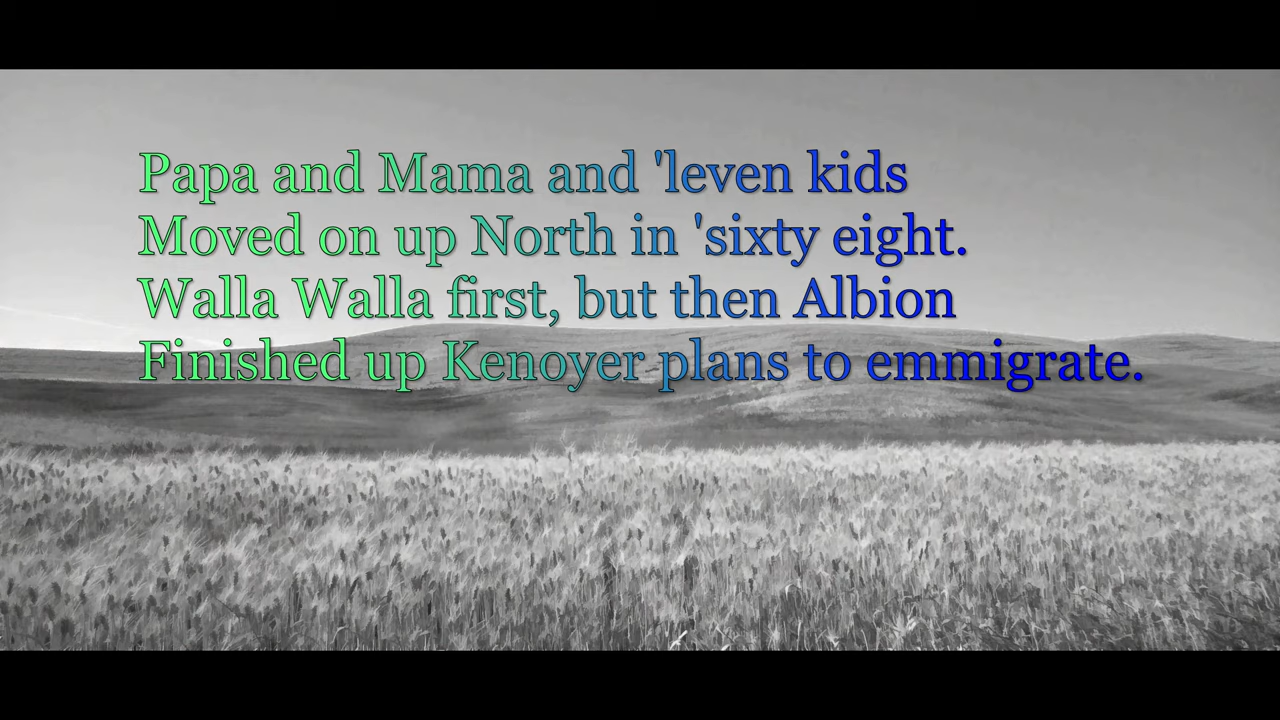 Papa and Mama and 'leven kids
Moved on up North in 'sixty eight.
Walla Walla first, but then Albion
Finished up Kenoyer plans to emmigrate.